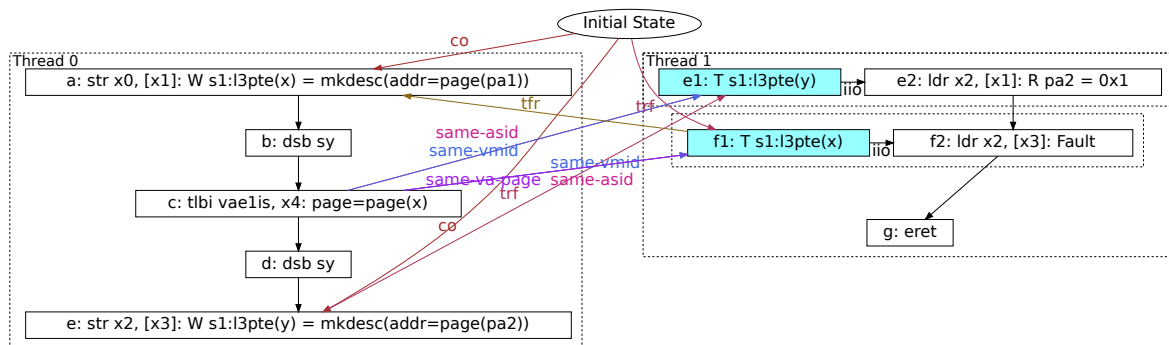 Initial State
Thread 0
Thread 1
co
a: str x0, [x1]: W s1:l3pte(x) = mkdesc(addr=page(pa1))
e1: T s1:l3pte(y)
iio
e2: ldr x2, [x1]: R pa2 = 0x1
tfr
trf
b: dsb sy
same-asid
same-vmid
f1: T s1:l3pte(x)
iio
f2: ldr x2, [x3]: Fault
same-vmid
same-va-page
same-asid
trf
c: tlbi vae1is, x4: page=page(x)
co
g: eret
d: dsb sy
e: str x2, [x3]: W s1:l3pte(y) = mkdesc(addr=page(pa2))